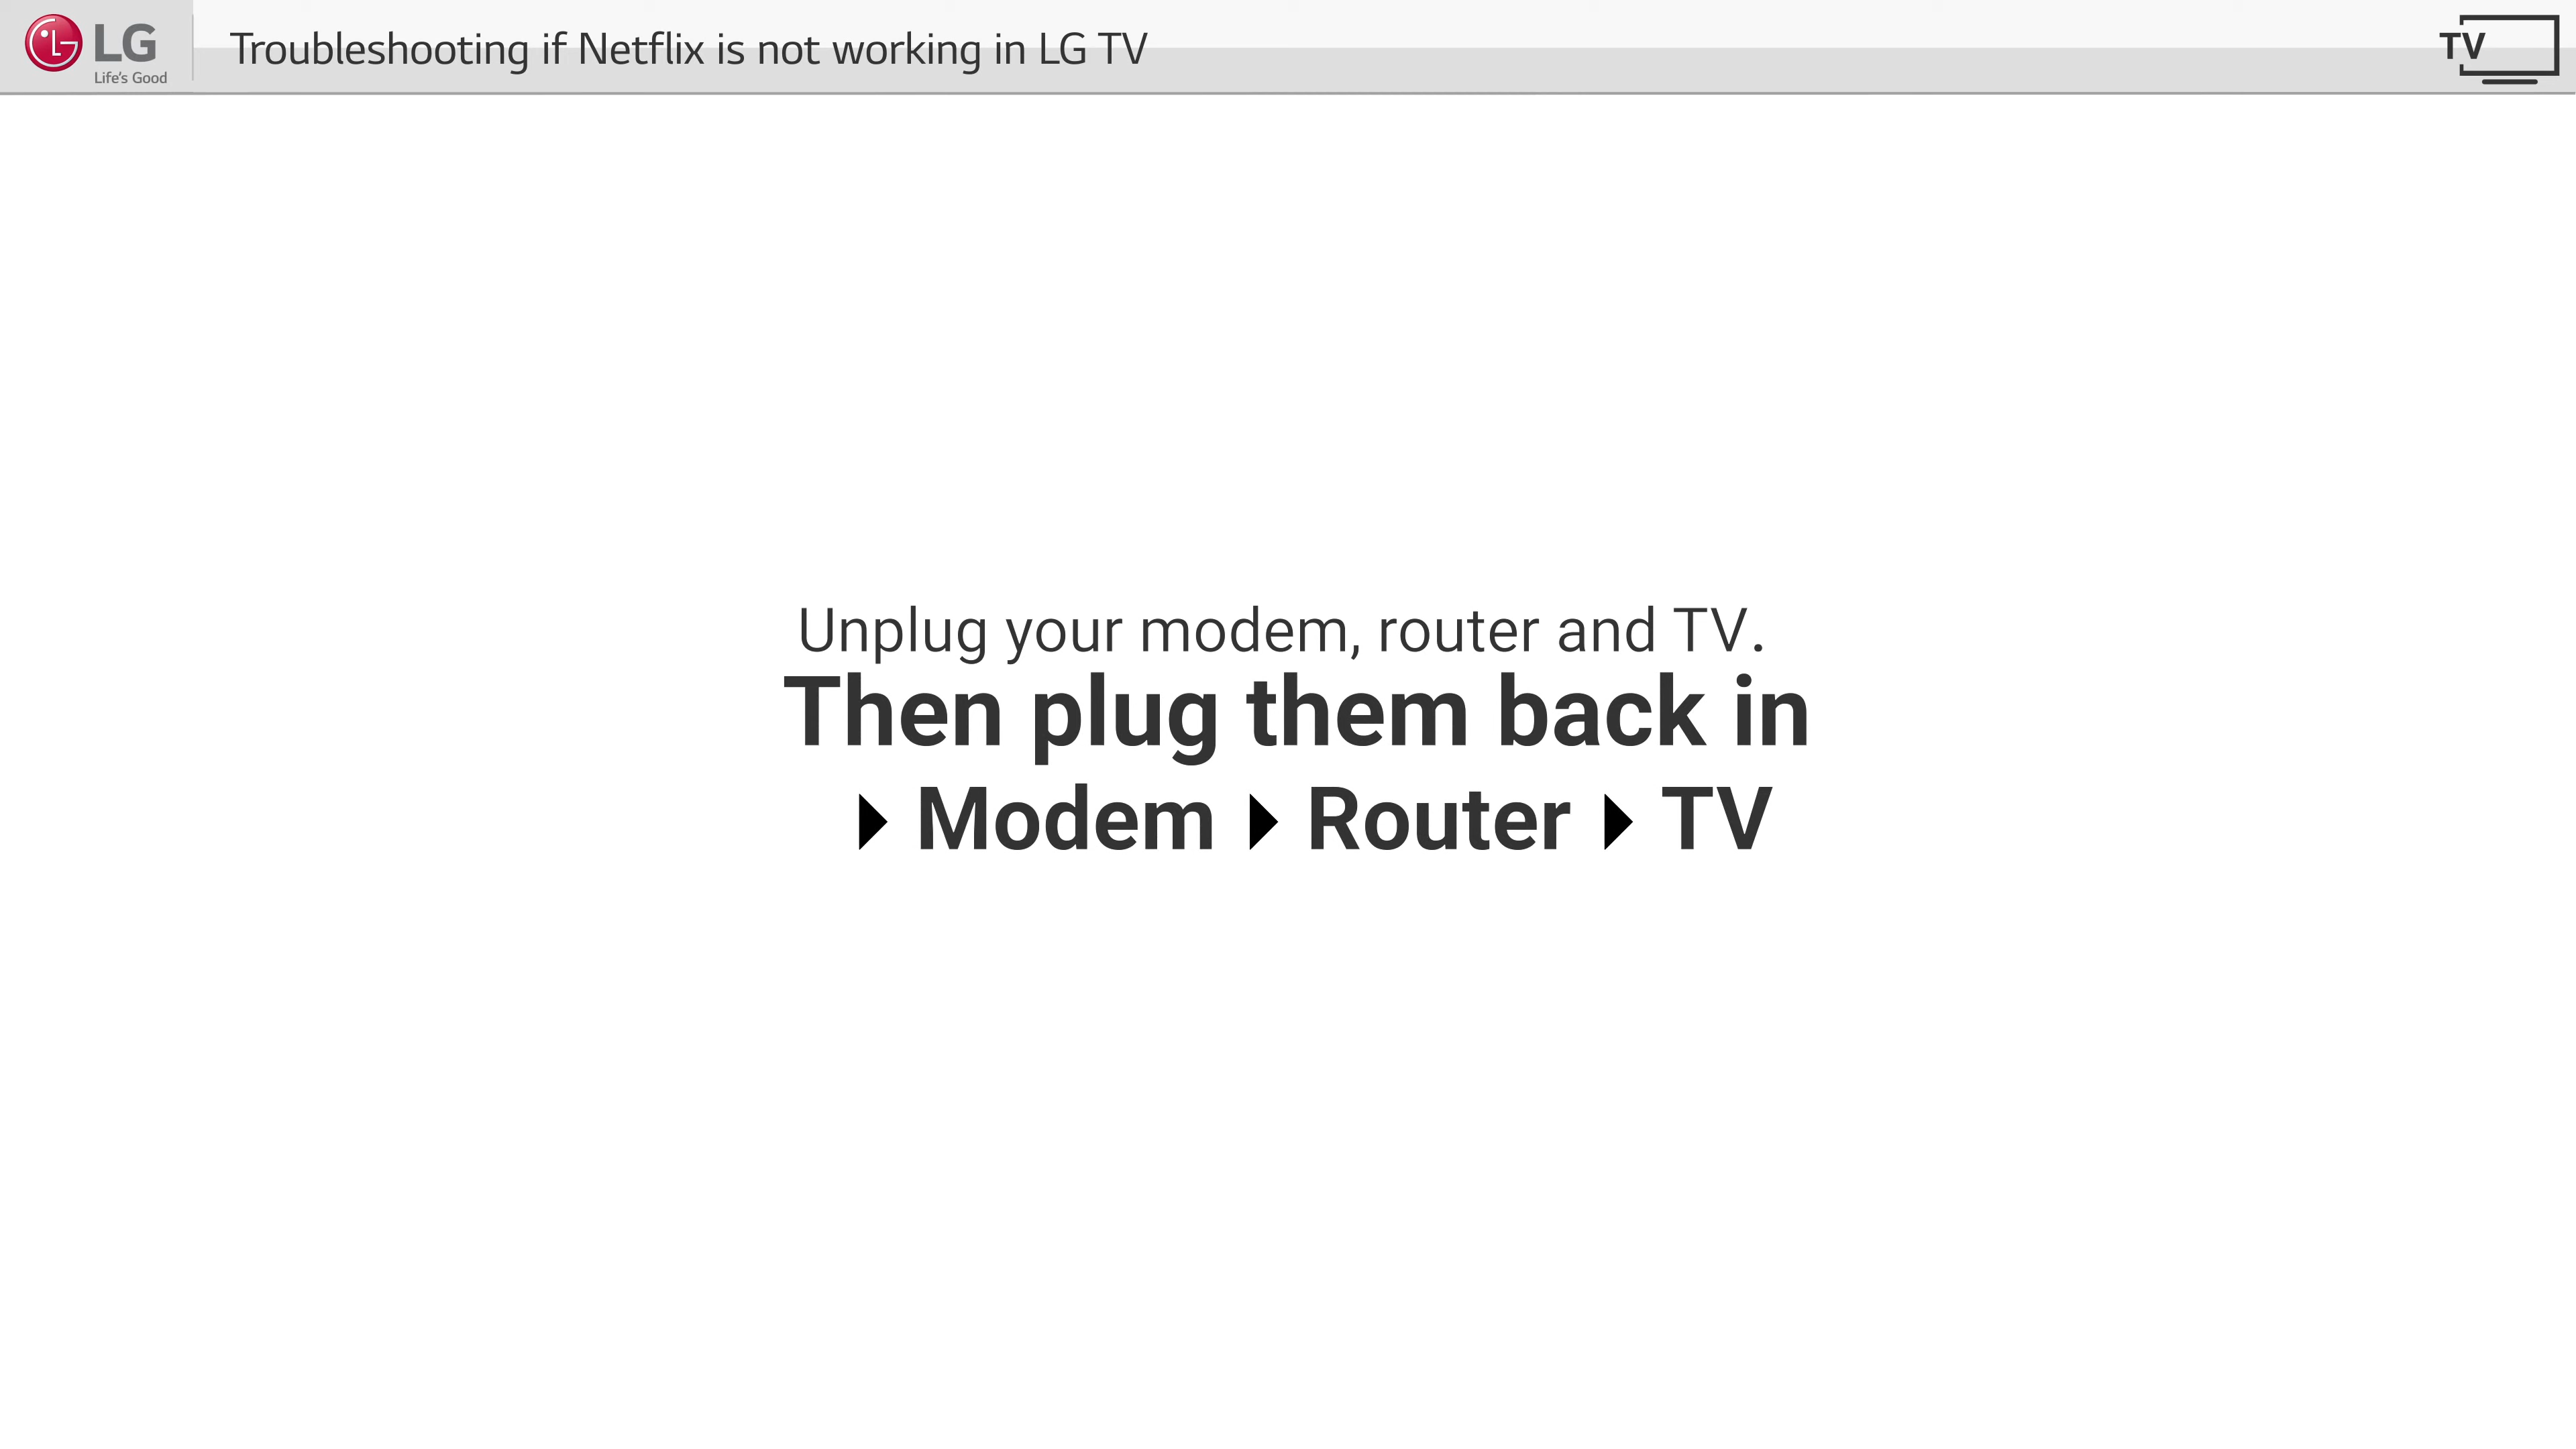 LG
Life's Good
Troubleshooting if Netflix is not working in LG TV
TV
Unplug your modem, router and TV.
Then plug them back in
▶ Modem ▶ Router ▶ TV